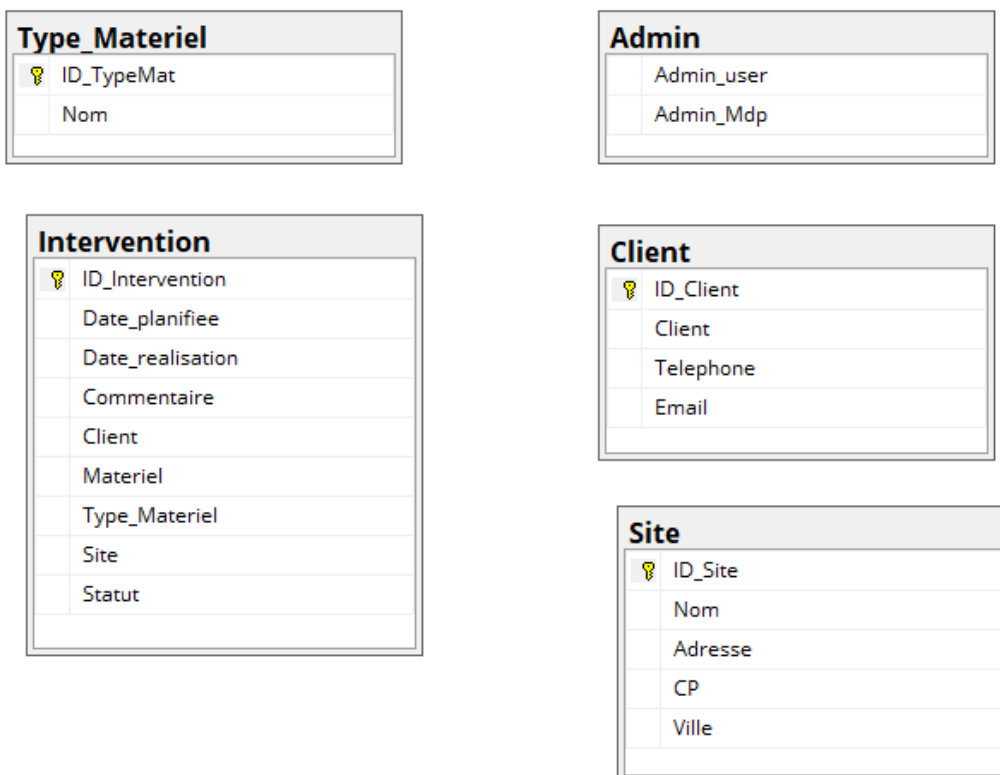 Type_Materiel
ID_TypeMat
Nom
Admin
Admin_user
Admin_Mdp
Intervention
ID_Intervention
Date_planifiee
Date_realisation
Commentaire
Client
Materiel
Type_Materiel
Site
Statut
Client
ID_Client
Client
Telephone
Email
Site
ID_Site
Nom
Adresse
CP
Ville